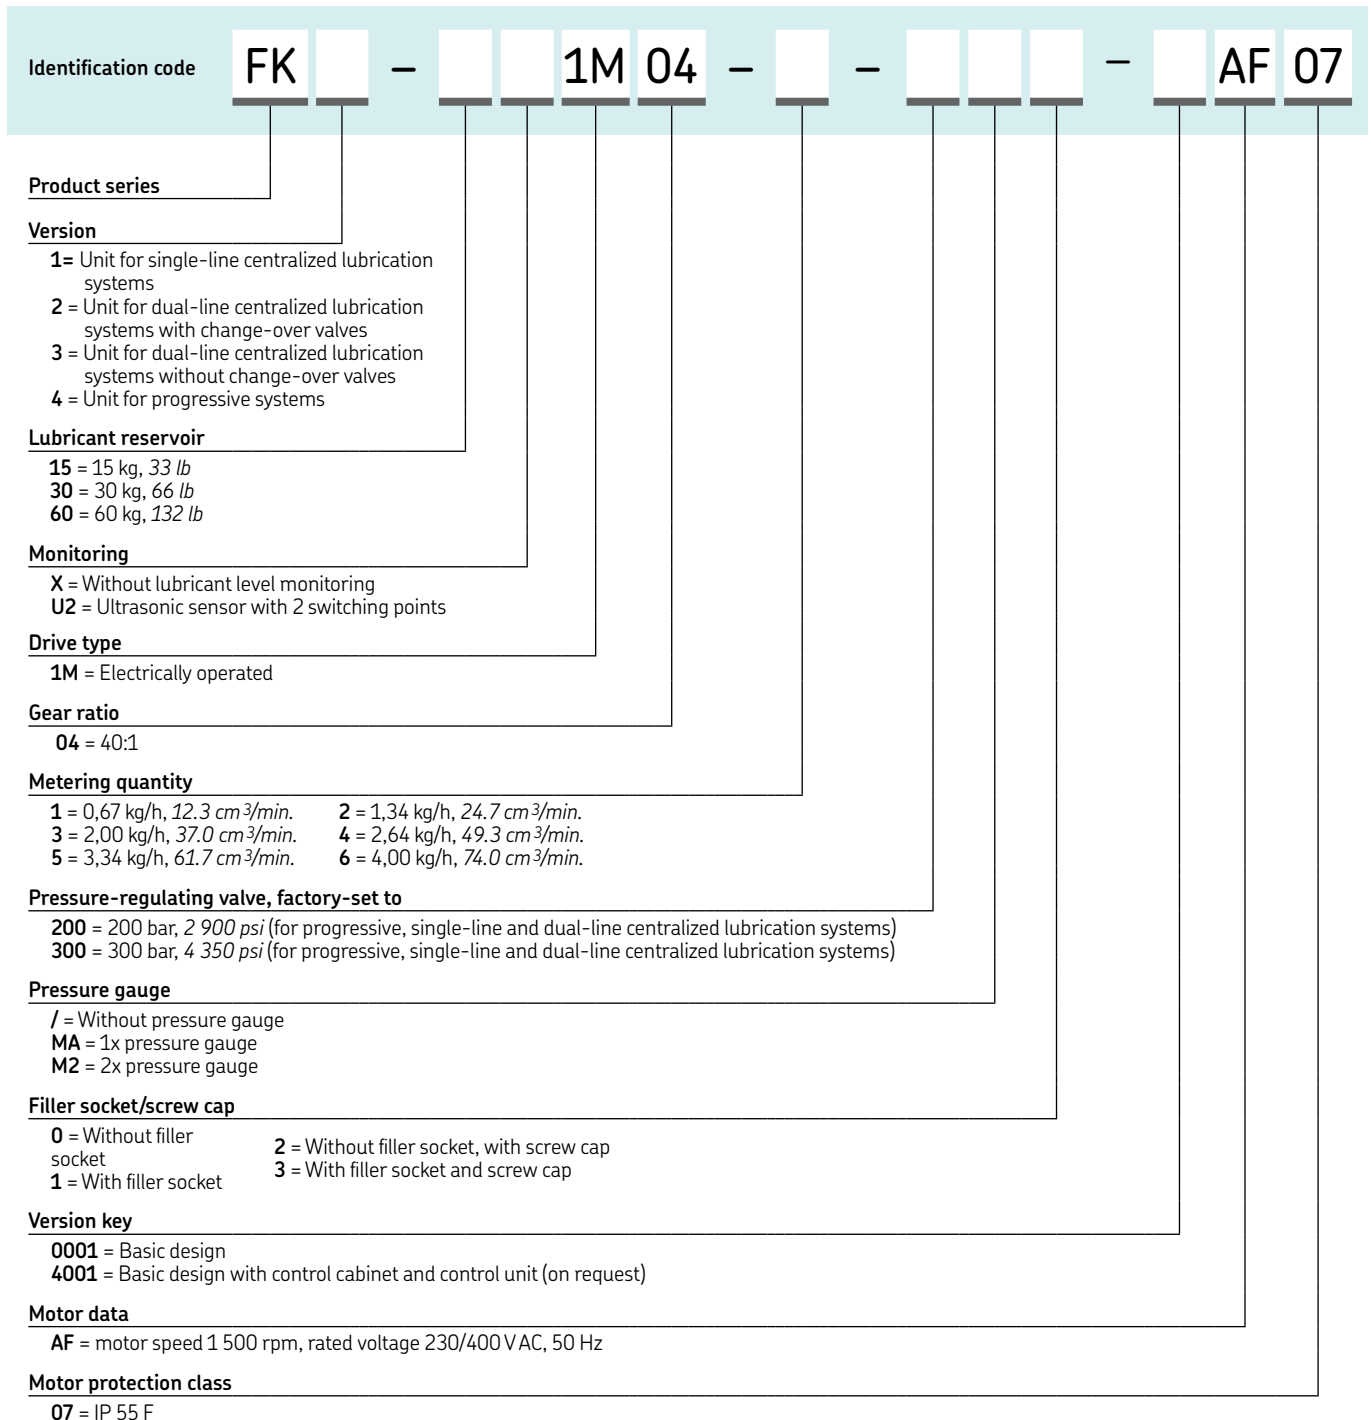 Identification code FK – 1M 04 – – – AF 07
Product series
Version
1= Unit for single-line centralized lubrication
systems
2 = Unit for dual-line centralized lubrication
systems with change-over valves
3 = Unit for dual-line centralized lubrication
systems without change-over valves
4 = Unit for progressive systems
Lubricant reservoir
15 = 15 kg, 33 lb
30 = 30 kg, 66 lb
60 = 60 kg, 132 lb
Monitoring
X = Without lubricant level monitoring
U2 = Ultrasonic sensor with 2 switching points
Drive type
1M = Electrically operated
Gear ratio
04 = 40:1
Metering quantity
1 = 0,67 kg/h, 12.3 cm³/min. 2 = 1,34 kg/h, 24.7 cm³/min.
3 = 2,00 kg/h, 37.0 cm³/min. 4 = 2,64 kg/h, 49.3 cm³/min.
5 = 3,34 kg/h, 61.7 cm³/min. 6 = 4,00 kg/h, 74.0 cm³/min.
Pressure-regulating valve, factory-set to
200 = 200 bar, 2 900 psi (for progressive, single-line and dual-line centralized lubrication systems)
300 = 300 bar, 4 350 psi (for progressive, single-line and dual-line centralized lubrication systems)
Pressure gauge
/ = Without pressure gauge
MA = 1x pressure gauge
M2 = 2x pressure gauge
Filler socket/screw cap
0 = Without filler
socket
1 = With filler socket
2 = Without filler socket, with screw cap
3 = With filler socket and screw cap
Version key
0001 = Basic design
4001 = Basic design with control cabinet and control unit (on request)
Motor data
AF = motor speed 1 500 rpm, rated voltage 230/400 V AC, 50 Hz
Motor protection class
07 = IP 55 F